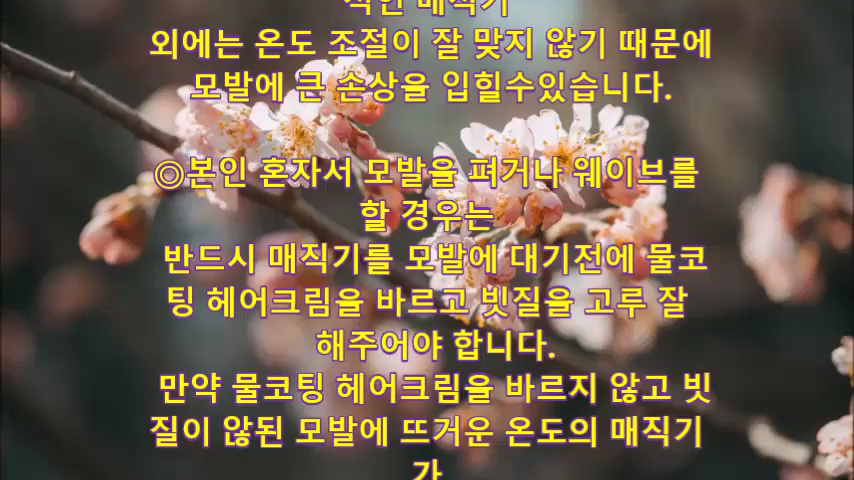 적인 매직기
외에는 온도 조절이 잘 맞지 않기 때문에
모발에 큰 손상을 입힐수있습니다.
◎본인 혼자서 모발을 펴거나 웨이브를
할 경우는
반드시 매직기를 모발에 대기전에 물코
팅 헤어크림을 바르고 빗질을 고루 잘
해주어야 합니다.
만약 물코팅 헤어크림을 바르지 않고 빗
질이 않된 모발에 뜨거운 온도의 매직기
가